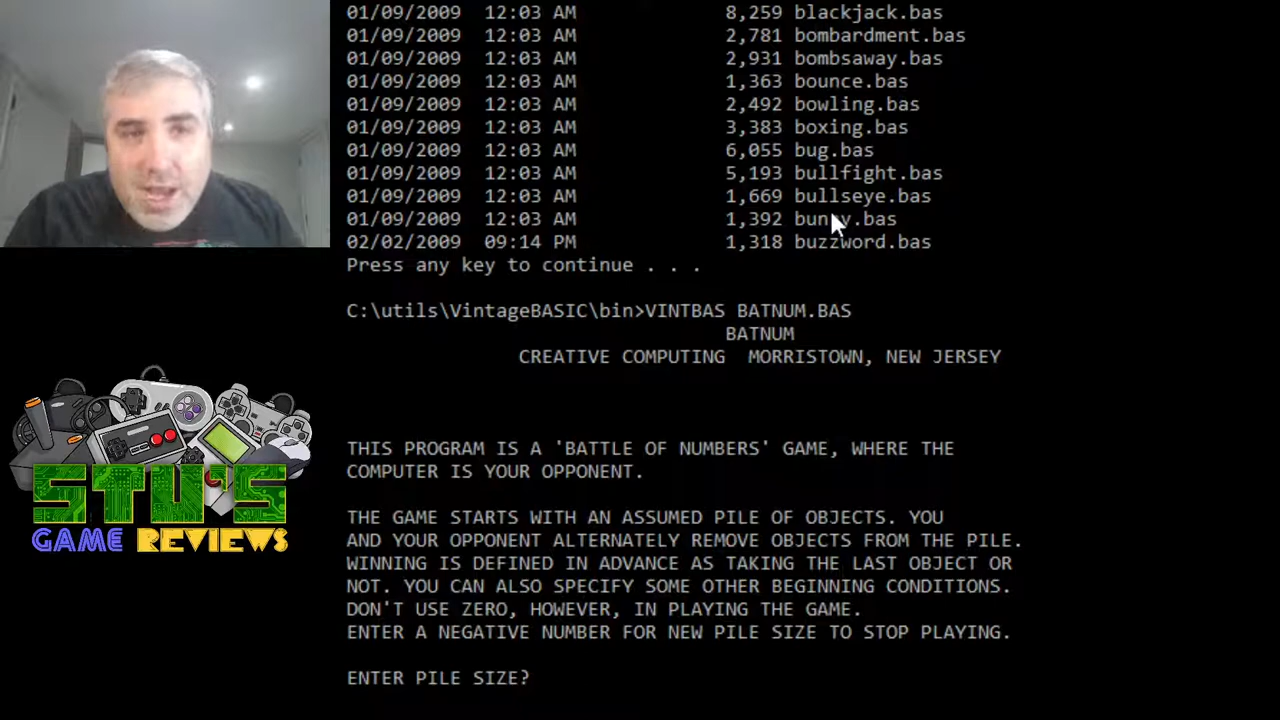 01/09/2009  12:03 AM             8,259 blackjack.bas
01/09/2009  12:03 AM             2,781 bombardment.bas
01/09/2009  12:03 AM             2,931 bombsaway.bas
01/09/2009  12:03 AM             1,363 bounce.bas
01/09/2009  12:03 AM             2,492 bowling.bas
01/09/2009  12:03 AM             3,383 boxing.bas
01/09/2009  12:03 AM             6,055 bug.bas
01/09/2009  12:03 AM             5,193 bullfight.bas
01/09/2009  12:03 AM             1,669 bullseye.bas
01/09/2009  12:03 AM             1,392 bunny.bas
02/02/2009  09:14 PM             1,318 buzzword.bas
Press any key to continue . . .
C:\utils\VintageBASIC\bin>VINTBAS BATNUM.BAS
BATNUM
CREATIVE COMPUTING  MORRISTOWN, NEW JERSEY
THIS PROGRAM IS A 'BATTLE OF NUMBERS' GAME, WHERE THE
COMPUTER IS YOUR OPPONENT.
THE GAME STARTS WITH AN ASSUMED PILE OF OBJECTS. YOU
AND YOUR OPPONENT ALTERNATELY REMOVE OBJECTS FROM THE PILE.
WINNING IS DEFINED IN ADVANCE AS TAKING THE LAST OBJECT OR
NOT. YOU CAN ALSO SPECIFY SOME OTHER BEGINNING CONDITIONS.
DON'T USE ZERO, HOWEVER, IN PLAYING THE GAME.
ENTER A NEGATIVE NUMBER FOR NEW PILE SIZE TO STOP PLAYING.
ENTER PILE SIZE?
STU'S
GAME REVIEWS